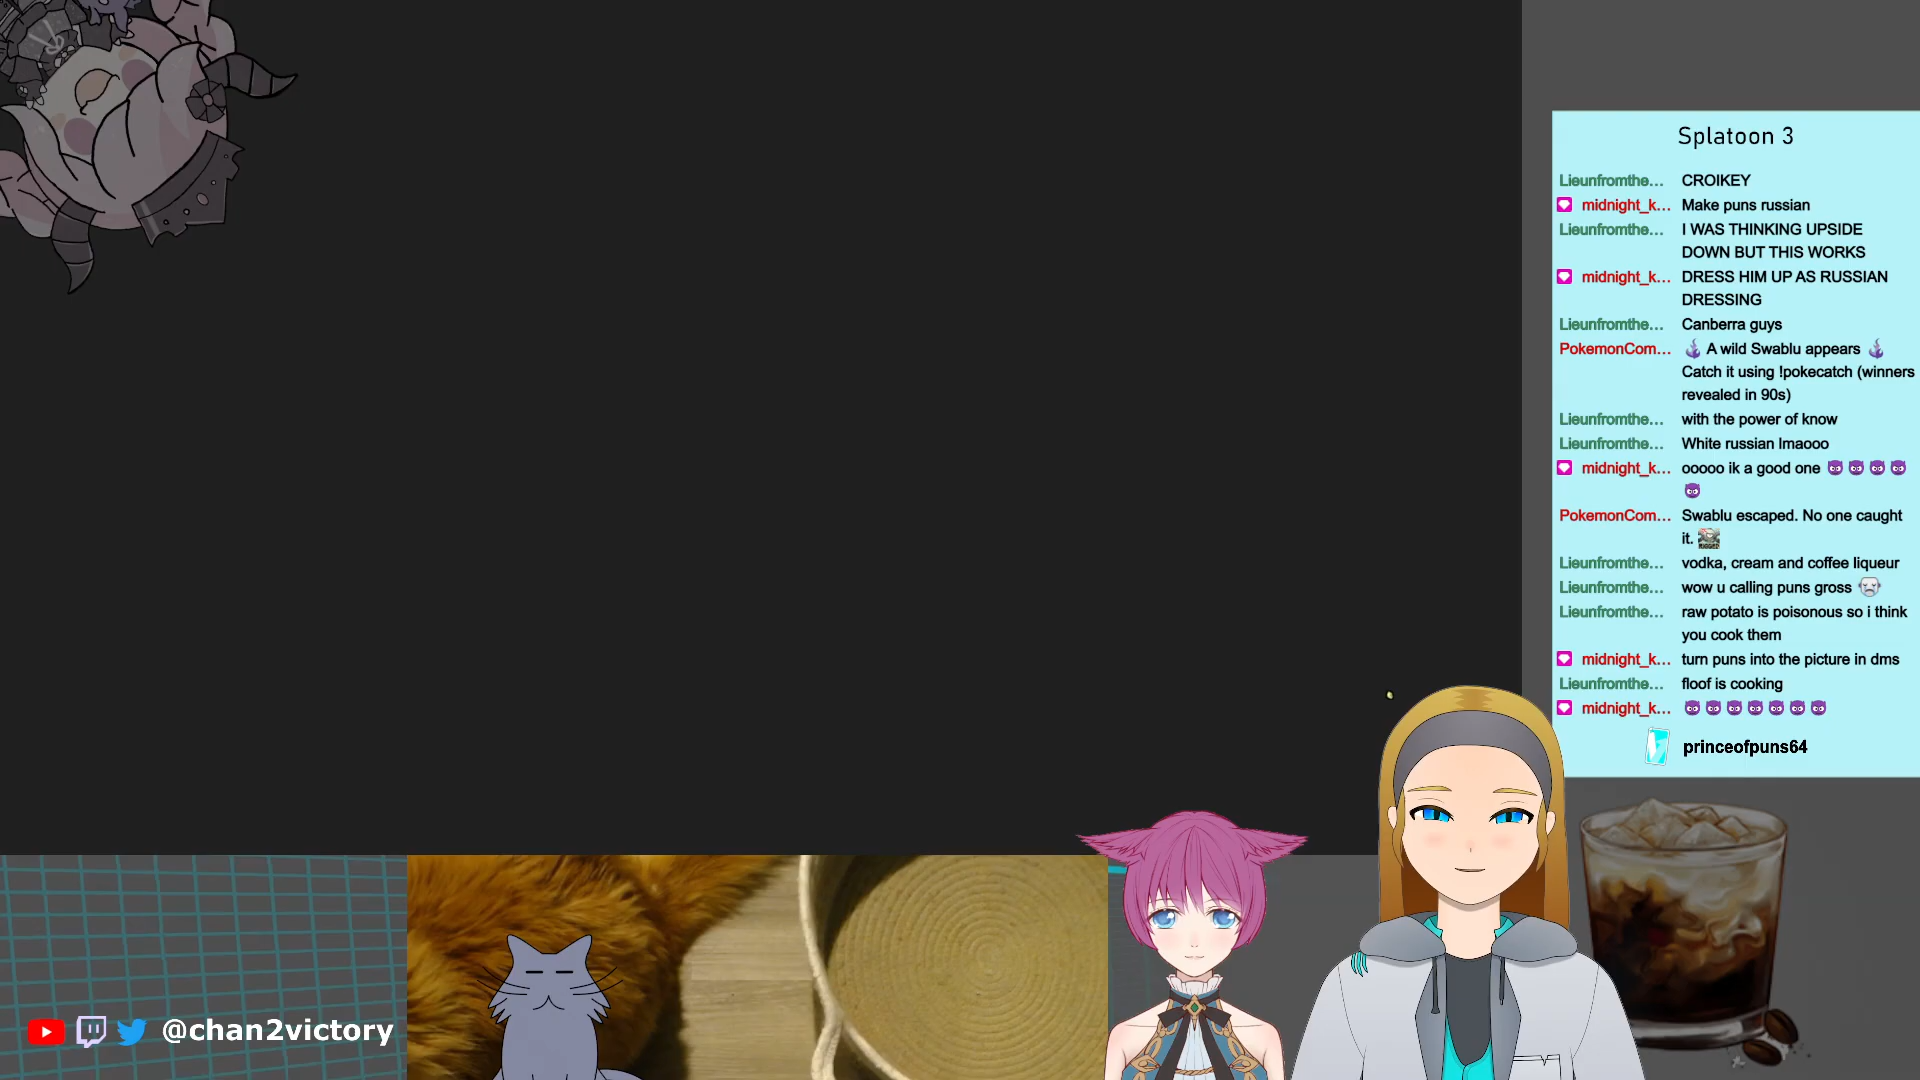 Splatoon 3
Lieunfromthe... CROIKEY
midnight_k... Make puns russian
Lieunfromthe... I WAS THINKING UPSIDE
DOWN BUT THIS WORKS
midnight_k... DRESS HIM UP AS RUSSIAN
DRESSING
Lieunfromthe... Canberra guys
PokemonCom... A wild Swablu appears
Catch it using !pokecatch (winners
revealed in 90s)
Lieunfromthe... with the power of know
Lieunfromthe... White russian lmaooo
midnight_k... ooooo ik a good one
PokemonCom... Swablu escaped. No one caught
it.
Lieunfromthe... vodka, cream and coffee liqueur
Lieunfromthe... wow u calling puns gross
Lieunfromthe... raw potato is poisonous so i think
you cook them
midnight_k... turn puns into the picture in dms
Lieunfromthe... floof is cooking
midnight_k...
princeofpuns64
@chan2victory